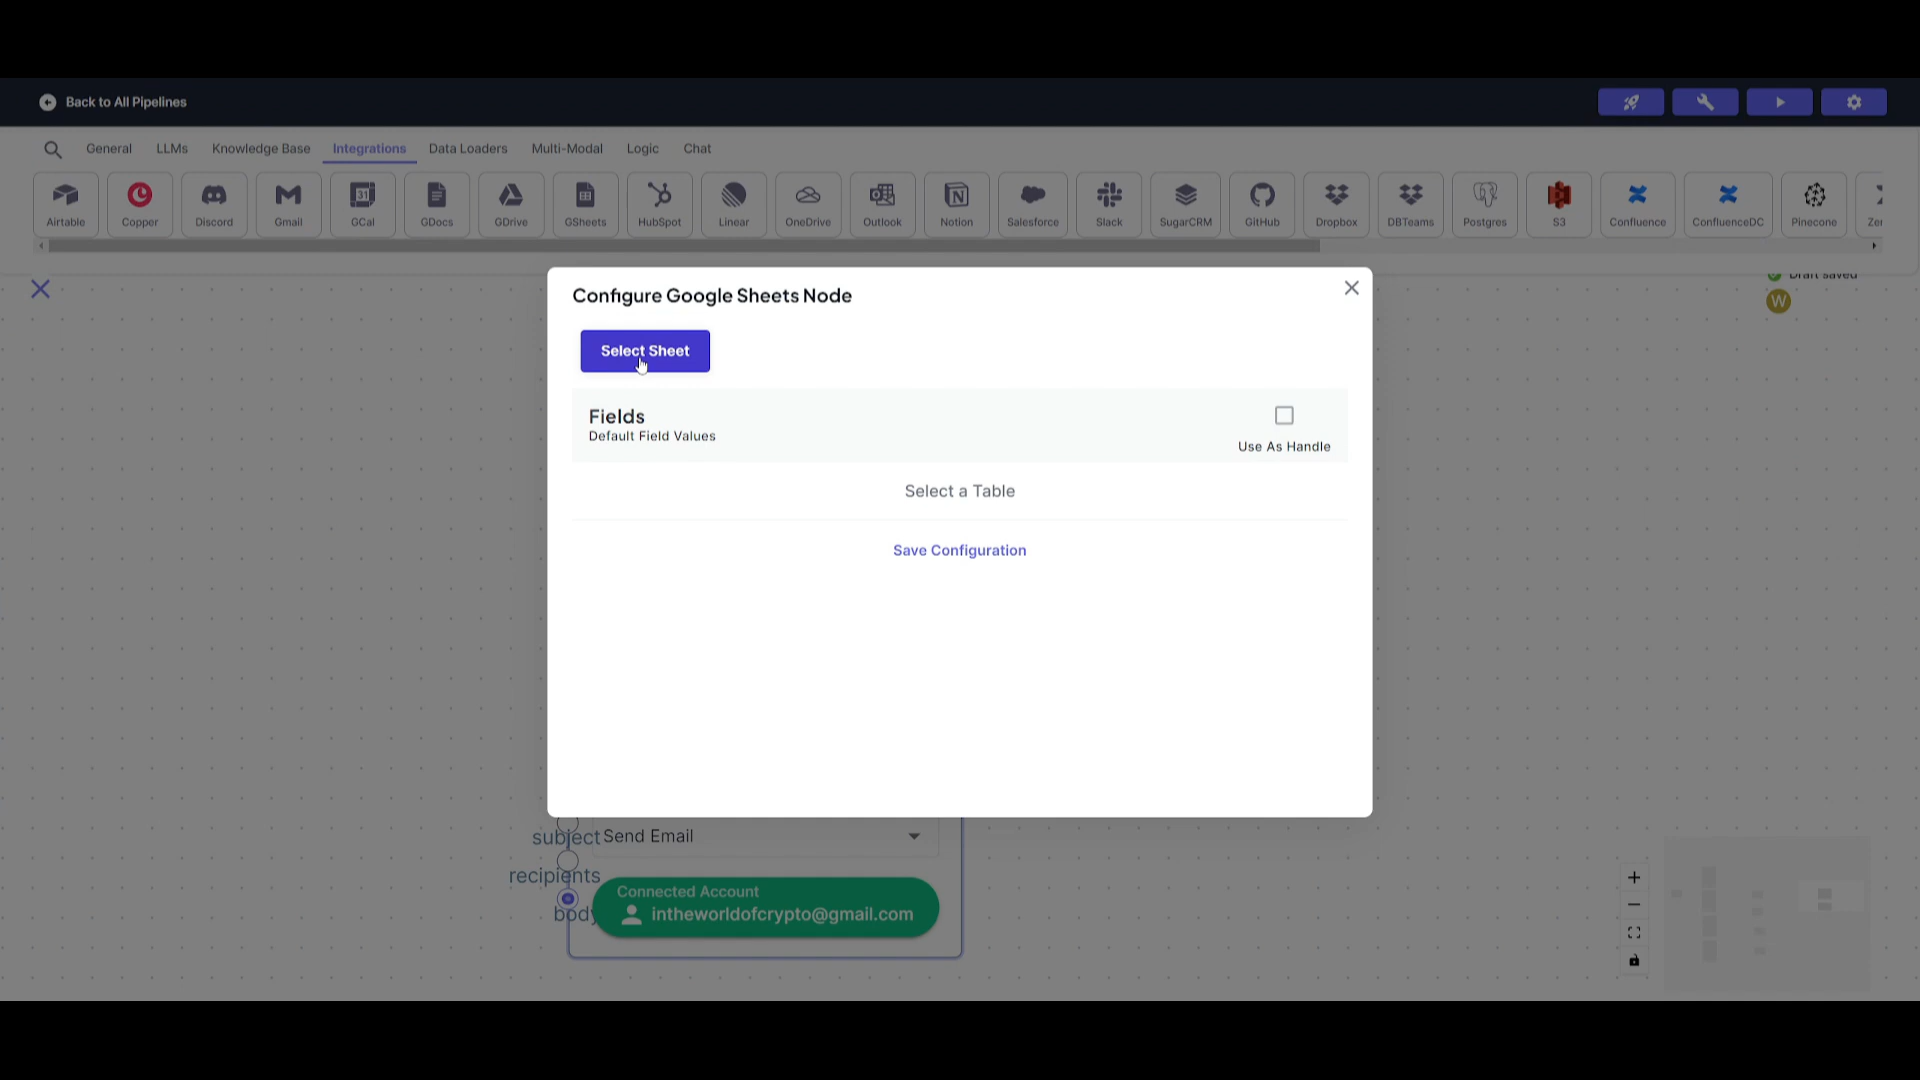 Back to All Pipelines
General LLMs Knowledge Base Integrations Data Loaders Multi-Modal Logic Chat
Airtable Copper Discord Gmail GCal GDocs GDrive GSheets HubSpot Linear OneDrive Outlook Notion Salesforce Slack SugarCRM GitHub Dropbox DBTeams Postgres S3 Confluence ConfluenceDC Pinecone
31
Draft saved
W
Configure Google Sheets Node
Select Sheet
Fields
Default Field Values
Use As Handle
Select a Table
Save Configuration
subject Send Email
recipients
Connected Account
body intheworldofcrypto@gmail.com